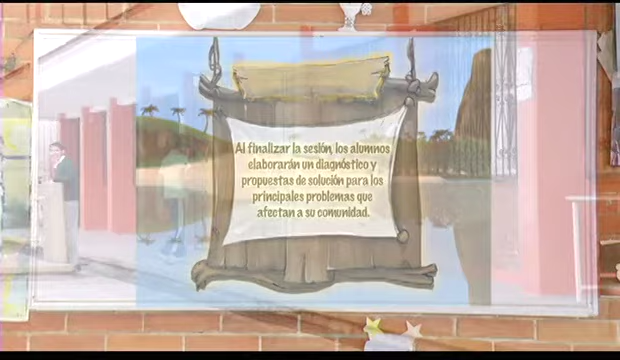 Al finalizar la sesión, los alumnos
elaborarán un diagnóstico y
propuestas de solución para los
principales problemas que
afectan a su comunidad.